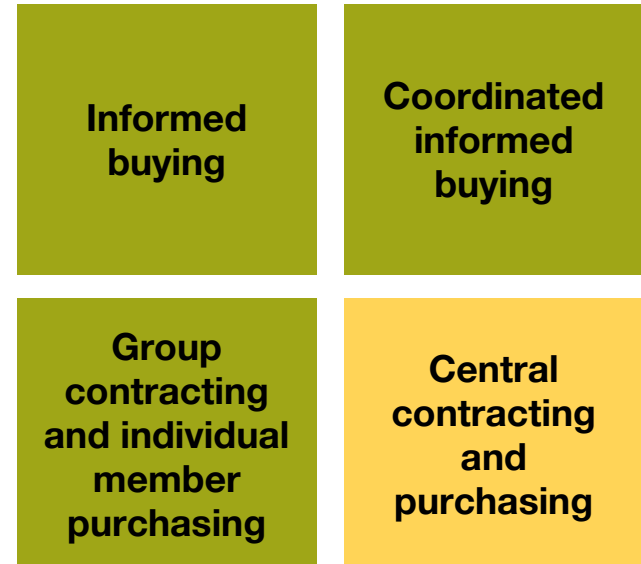 Informed
buying
Coordinated
informed
buying
Group
contracting
and individual
member
purchasing
Central
contracting
and
purchasing